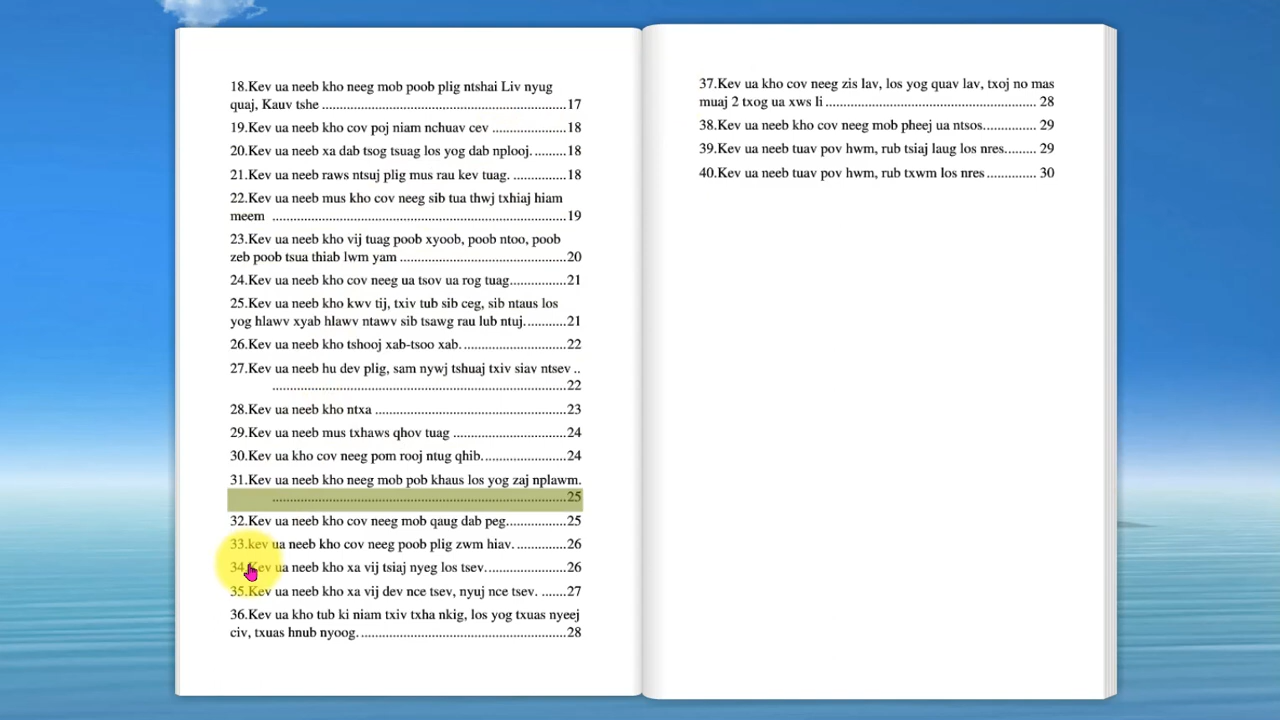 18.Kev ua neeb kho neeg mob poob plig ntshai Liv nyug
quaj, Kauv tshe ....................................................................17
19.Kev ua neeb kho cov poj niam nchuav cev .....................18
20.Kev ua neeb xa dab tsog tsuag los yog dab nplooj..........18
21.Kev ua neeb raws ntsuj plig mus rau kev tuag. ...............18
22.Kev ua neeb mus kho cov neeg sib tua thwj txhiaj hiam
meem ..................................................................................19
23.Kev ua neeb kho vij tuag poob xyoob, poob ntoo, poob
zeb poob tsua thiab lwm yam ..............................................20
24.Kev ua neeb kho cov neeg ua tsov ua rog tuag................21
25.Kev ua neeb kho kwv tij, txiv tub sib ceg, sib ntaus los
yog hlawv xyab hlawv ntawv sib tsawg rau lub ntuj............21
26.Kev ua neeb kho tshooj xab-tsoo xab. .............................22
27.Kev ua neeb hu dev plig, sam nywj tshuaj txiv siav ntsev ..
..................................................................................22
28.Kev ua neeb kho ntxa .....................................................23
29.Kev ua neeb mus txhaws qhov tuag ................................24
30.Kev ua kho cov neeg pom rooj ntug qhib........................24
31.Kev ua neeb kho neeg mob pob khaus los yog zaj nplawm.
..................................................................................25
32.Kev ua neeb kho cov neeg mob qaug dab peg.................25
33.kev ua neeb kho cov neeg poob plig zwm hiav. ..............26
34.Kev ua neeb kho xa vij tsiaj nyeg los tsev.......................26
35.Kev ua neeb kho xa vij dev nce tsev, nyuj nce tsev. .......27
36.Kev ua kho tub ki niam txiv txha nkig, los yog txuas nyeej
civ, txuas hnub nyoog. .........................................................28
37.Kev ua kho cov neeg zis lav, los yog quav lav, txoj no mas
muaj 2 txog ua xws li ........................................................... 28
38.Kev ua neeb kho cov neeg mob pheej ua ntsos............... 29
39.Kev ua neeb tuav pov hwm, rub tsiaj laug los nres......... 29
40.Kev ua neeb tuav pov hwm, rub txwm los nres .............. 30